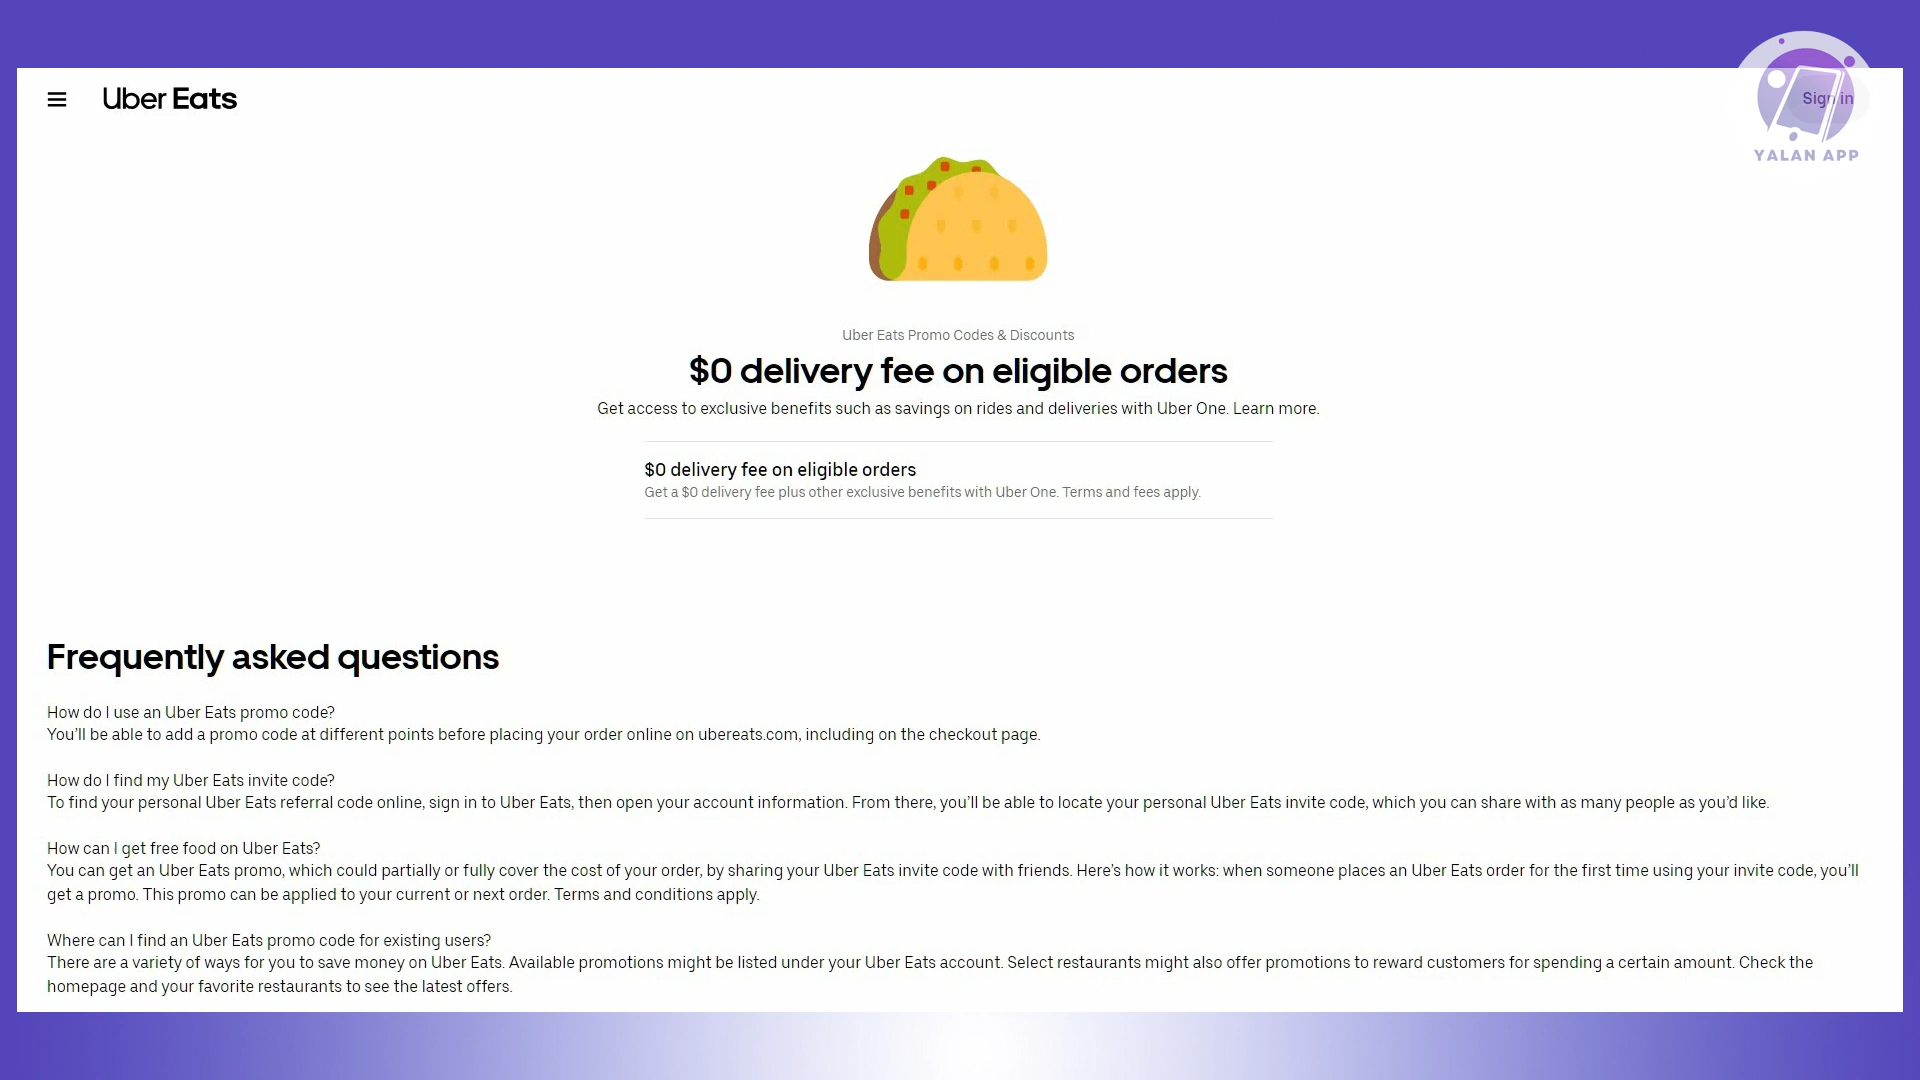 Uber Eats
Sign in
YALAN APP
Uber Eats Promo Codes & Discounts
$0 delivery fee on eligible orders
Get access to exclusive benefits such as savings on rides and deliveries with Uber One. Learn more.
$0 delivery fee on eligible orders
Get a $0 delivery fee plus other exclusive benefits with Uber One. Terms and fees apply.
Frequently asked questions
How do I use an Uber Eats promo code?
You’ll be able to add a promo code at different points before placing your order online on ubereats.com, including on the checkout page.
How do I find my Uber Eats invite code?
To find your personal Uber Eats referral code online, sign in to Uber Eats, then open your account information. From there, you’ll be able to locate your personal Uber Eats invite code, which you can share with as many people as you’d like.
How can I get free food on Uber Eats?
You can get an Uber Eats promo, which could partially or fully cover the cost of your order, by sharing your Uber Eats invite code with friends. Here’s how it works: when someone places an Uber Eats order for the first time using your invite code, you’ll
get a promo. This promo can be applied to your current or next order. Terms and conditions apply.
Where can I find an Uber Eats promo code for existing users?
There are a variety of ways for you to save money on Uber Eats. Available promotions might be listed under your Uber Eats account. Select restaurants might also offer promotions to reward customers for spending a certain amount. Check the
homepage and your favorite restaurants to see the latest offers.